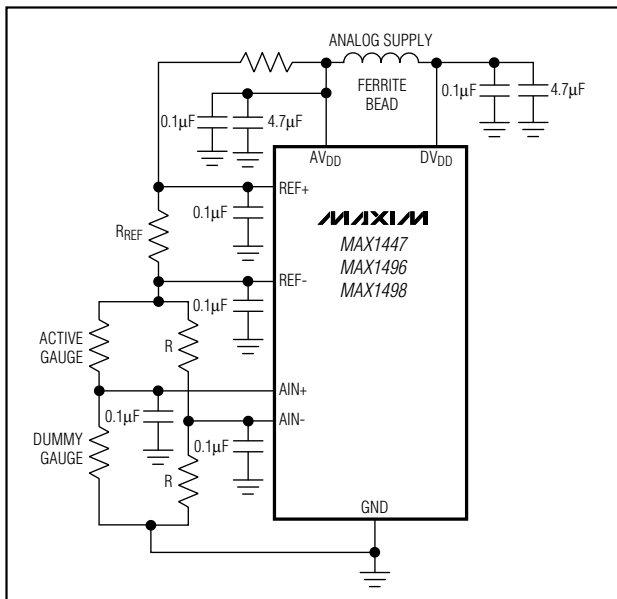 ANALOG SUPPLY
FERRITE
BEAD
0.1µF
4.7µF
0.1µF
4.7µF
AVDD
DVDD
REF+
0.1µF
MAXIM
MAX1447
MAX1496
MAX1498
RREF
REF-
0.1µF
ACTIVE
GAUGE
R
AIN+
0.1µF
AIN-
DUMMY
GAUGE
R
0.1µF
GND